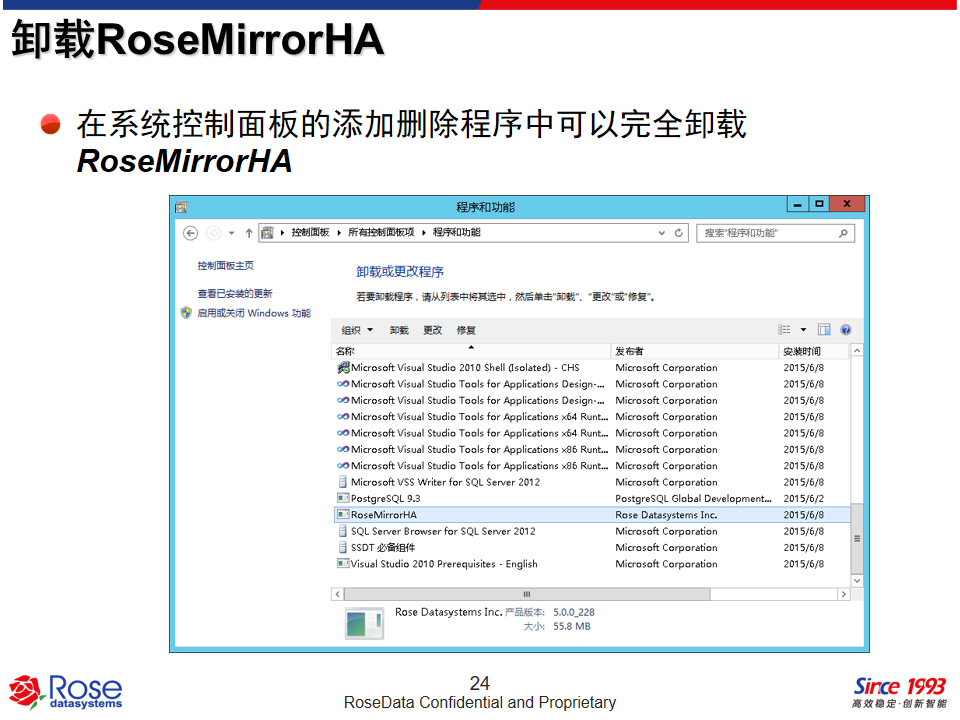 卸载RoseMirrorHA
在系统控制面板的添加删除程序中可以完全卸载
RoseMirrorHA
程序和功能
控制面板 所有控制面板项 程序和功能
搜索"程序和功能"
控制面板主页
查看已安装的更新
启用或关闭 Windows 功能
卸载或更改程序
若要卸载程序，请从列表中将其选中，然后单击"卸载"、"更改"或"修复"。
组织 卸载 更改 修复
名称 发布者 安装时间
Microsoft Visual Studio 2010 Shell (Isolated) - CHS Microsoft Corporation 2015/6/8
Microsoft Visual Studio Tools for Applications Design-... Microsoft Corporation 2015/6/8
Microsoft Visual Studio Tools for Applications Design-... Microsoft Corporation 2015/6/8
Microsoft Visual Studio Tools for Applications x64 Runt... Microsoft Corporation 2015/6/8
Microsoft Visual Studio Tools for Applications x64 Runt... Microsoft Corporation 2015/6/8
Microsoft Visual Studio Tools for Applications x86 Runt... Microsoft Corporation 2015/6/8
Microsoft Visual Studio Tools for Applications x86 Runt... Microsoft Corporation 2015/6/8
Microsoft VSS Writer for SQL Server 2012 Microsoft Corporation 2015/6/8
PostgreSQL 9.3 PostgreSQL Global Development... 2015/6/2
RoseMirrorHA Rose Datasystems Inc. 2015/6/8
SQL Server Browser for SQL Server 2012 Microsoft Corporation 2015/6/8
SSDT 必备组件 Microsoft Corporation 2015/6/8
Visual Studio 2010 Prerequisites - English Microsoft Corporation 2015/6/8
Rose Datasystems Inc. 产品版本: 5.0.0_228
大小: 55.8 MB
Rose
datasystems
24
RoseData Confidential and Proprietary
Since 1993
高效稳定·创新智能